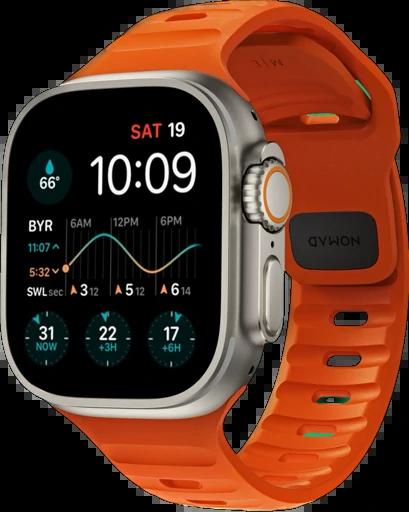 SAT 19
10:09
66°
BYR
6AM 12PM 6PM
11:07
5:32
SWL sec 3 12 5 12 6 14
31 22 17
NOW +3H +6H
M|L
NOMAD